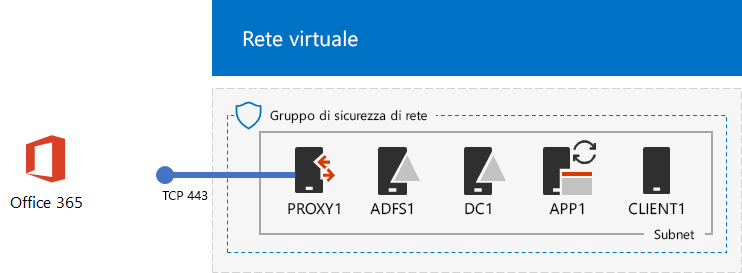 Rete virtuale
Gruppo di sicurezza di rete
Office 365
TCP 443
PROXY1
ADFS1
DC1
APP1
CLIENT1
Subnet